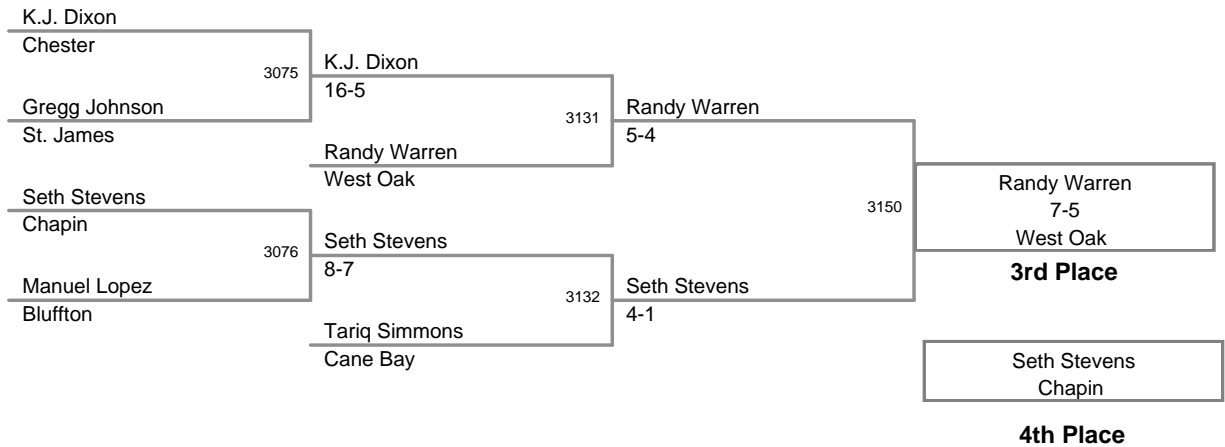 K.J. Dixon
Chester
3075
Gregg Johnson
St. James
K.J. Dixon
16-5
3131
Randy Warren
West Oak
Seth Stevens
Chapin
3076
Manuel Lopez
Bluffton
Seth Stevens
8-7
3132
Tariq Simmons
Cane Bay
Randy Warren
5-4
3150
Seth Stevens
4-1
Randy Warren
7-5
West Oak
3rd Place
Seth Stevens
Chapin
4th Place